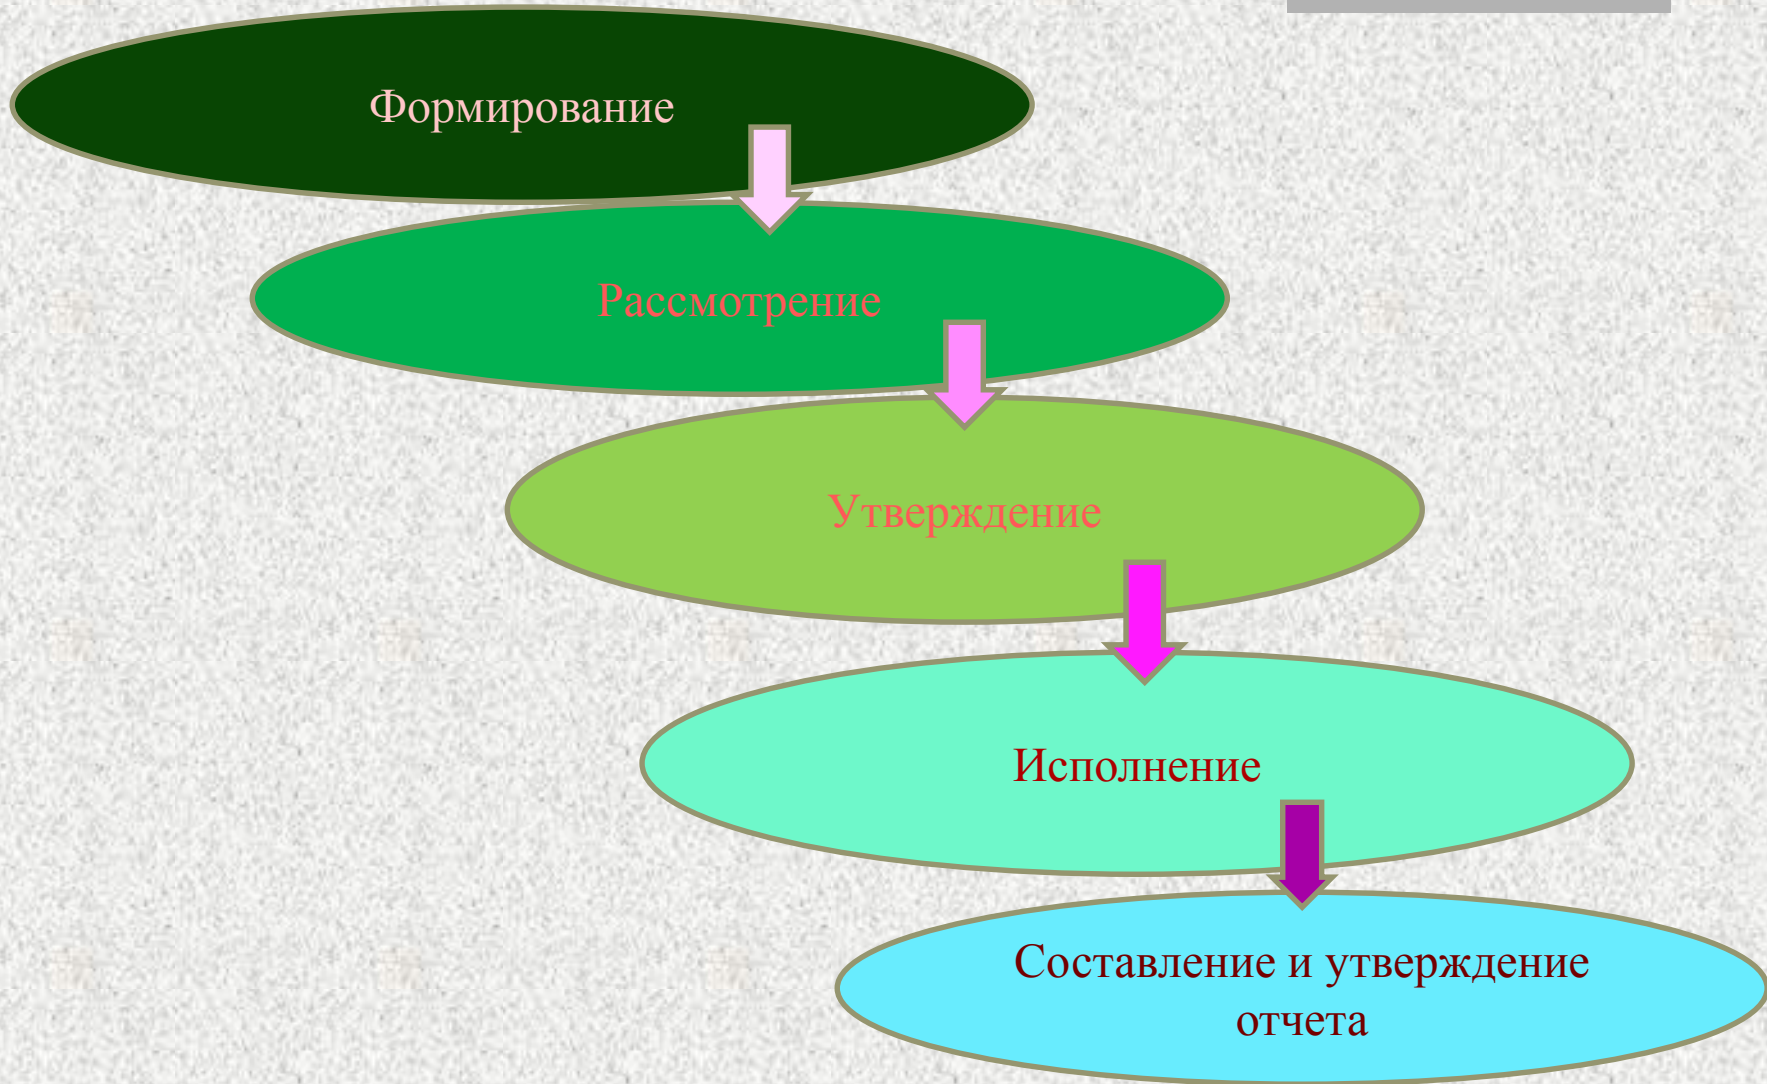 Формирование
Рассмотрение
Утверждение
Исполнение
Составление и утверждение
отчета